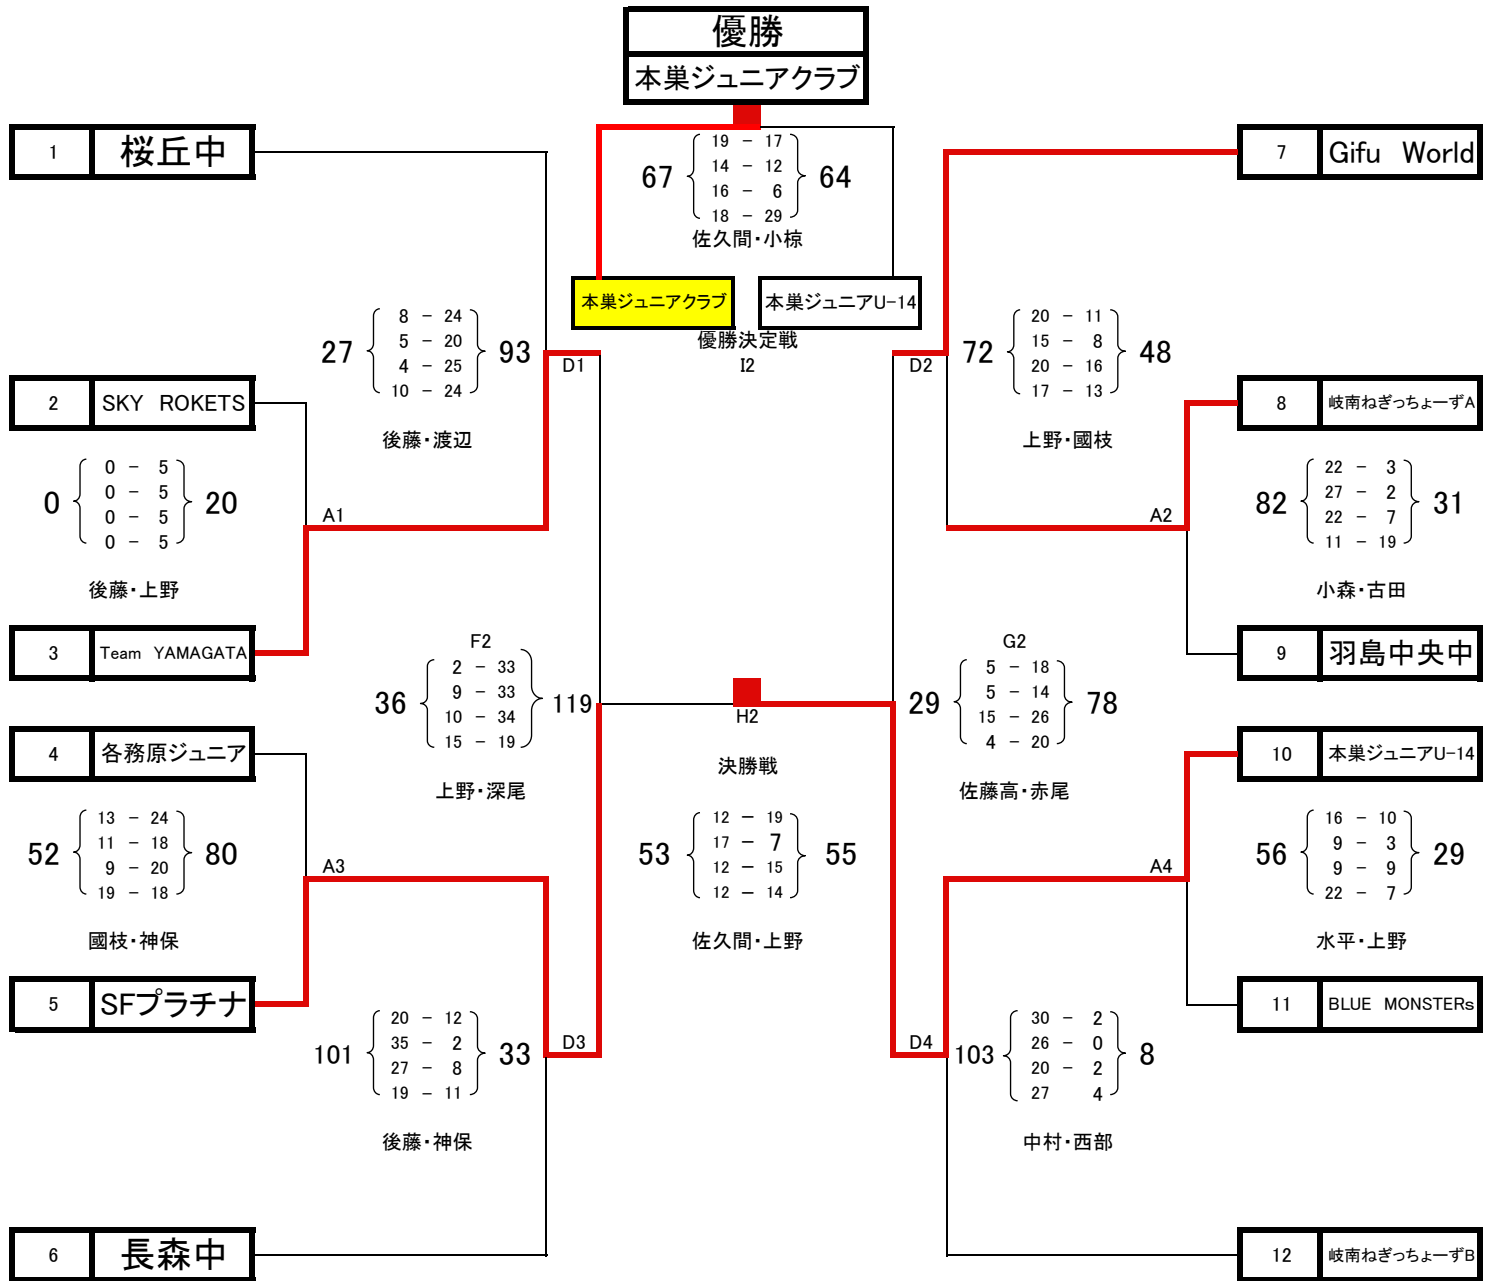 優勝
本巣ジュニアクラブ
1 桜丘中
19 - 17
14 - 12
16 - 6
18 - 29
67 64
佐久間・小椋
7 Gifu World
本巣ジュニアクラブ
本巣ジュニアU-14
優勝決定戦
I2
8 - 24
5 - 20
4 - 25
10 - 24
27 93
後藤・渡辺
D1
D2
20 - 11
15 - 8
20 - 16
17 - 13
72 48
上野・國枝
2 SKY ROKETS
8 岐南ねぎっちょーずA
0 - 5
0 - 5
0 - 5
0 - 5
0 20
後藤・上野
A1
A2
22 - 3
27 - 2
22 - 7
11 - 19
82 31
小森・古田
3 Team YAMAGATA
9 羽島中央中
F2
2 - 33
9 - 33
10 - 34
15 - 19
36 119
上野・深尾
G2
5 - 18
5 - 14
15 - 26
4 - 20
29 78
佐藤高・赤尾
H2
決勝戦
4 各務原ジュニア
10 本巣ジュニアU-14
13 - 24
11 - 18
9 - 20
19 - 18
52 80
國枝・神保
A3
12 - 19
17 - 7
12 - 15
12 - 14
53 55
佐久間・上野
A4
16 - 10
9 - 3
9 - 9
22 - 7
56 29
水平・上野
5 SFプラチナ
11 BLUE MONSTERs
20 - 12
35 - 2
27 - 8
19 - 11
101 33
後藤・神保
D3
D4
30 - 2
26 - 0
20 - 2
27 4
103 8
中村・西部
6 長森中
12 岐南ねぎっちょーずB